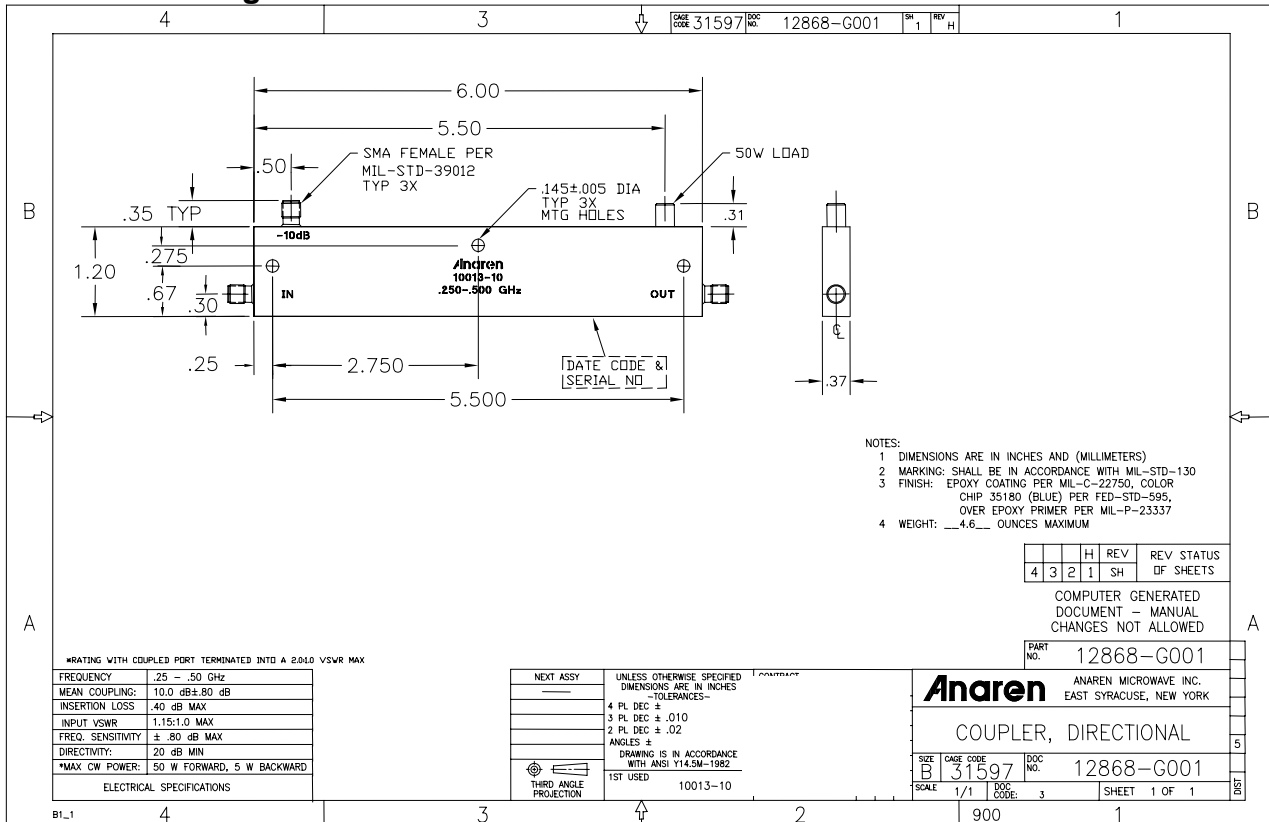 4
3
1
CAGE CODE 31597 DOC NO. 12868-G001 SH 1 REV H
6.00
5.50
.50
SMA FEMALE PER
MIL-STD-39012
TYP 3X
50W LOAD
.145±.005 DIA
TYP 3X
MTG HOLES
.35 TYP
.31
B
B
-10dB
.275
1.20
.67
.30
IN
Anaren
10013-10
.250-.500 GHz
OUT
.25
2.750
DATE CODE &
SERIAL NO
5.500
.37
℄
NOTES:
1 DIMENSIONS ARE IN INCHES AND (MILLIMETERS)
2 MARKING: SHALL BE IN ACCORDANCE WITH MIL-STD-130
3 FINISH: EPOXY COATING PER MIL-C-22750, COLOR
CHIP 35180 (BLUE) PER FED-STD-595,
OVER EPOXY PRIMER PER MIL-P-23337
4 WEIGHT: __4.6__ OUNCES MAXIMUM
H REV REV STATUS
4 3 2 1 SH OF SHEETS
COMPUTER GENERATED
DOCUMENT - MANUAL
CHANGES NOT ALLOWED
A
A
PART NO. 12868-G001
*RATING WITH COUPLED PORT TERMINATED INTO A VSWR MAX
FREQUENCY .25 - .50 GHz
MEAN COUPLING: 10.0 dB±.80 dB
INSERTION LOSS .40 dB MAX
INPUT VSWR 1.15:1.0 MAX
FREQ. SENSITIVITY ± .80 dB MAX
DIRECTIVITY: 20 dB MIN
*MAX CW POWER: 50 W FORWARD, 5 W BACKWARD
ELECTRICAL SPECIFICATIONS
NEXT ASSY
THIRD ANGLE
PROJECTION
UNLESS OTHERWISE SPECIFIED
DIMENSIONS ARE IN INCHES
-TOLERANCES-
4 PL DEC ±
3 PL DEC ± .010
2 PL DEC ± .02
ANGLES ±
DRAWING IS IN ACCORDANCE
WITH ANSI Y14.5M-1982
1ST USED
10013-10
Anaren
ANAREN MICROWAVE INC.
EAST SYRACUSE, NEW YORK
COUPLER, DIRECTIONAL
SIZE B CAGE CODE 31597 DOC NO. 12868-G001
SCALE 1/1 DOC CODE: 3 SHEET 1 OF 1
5
DIST
B1_1
4
3
2
900
1